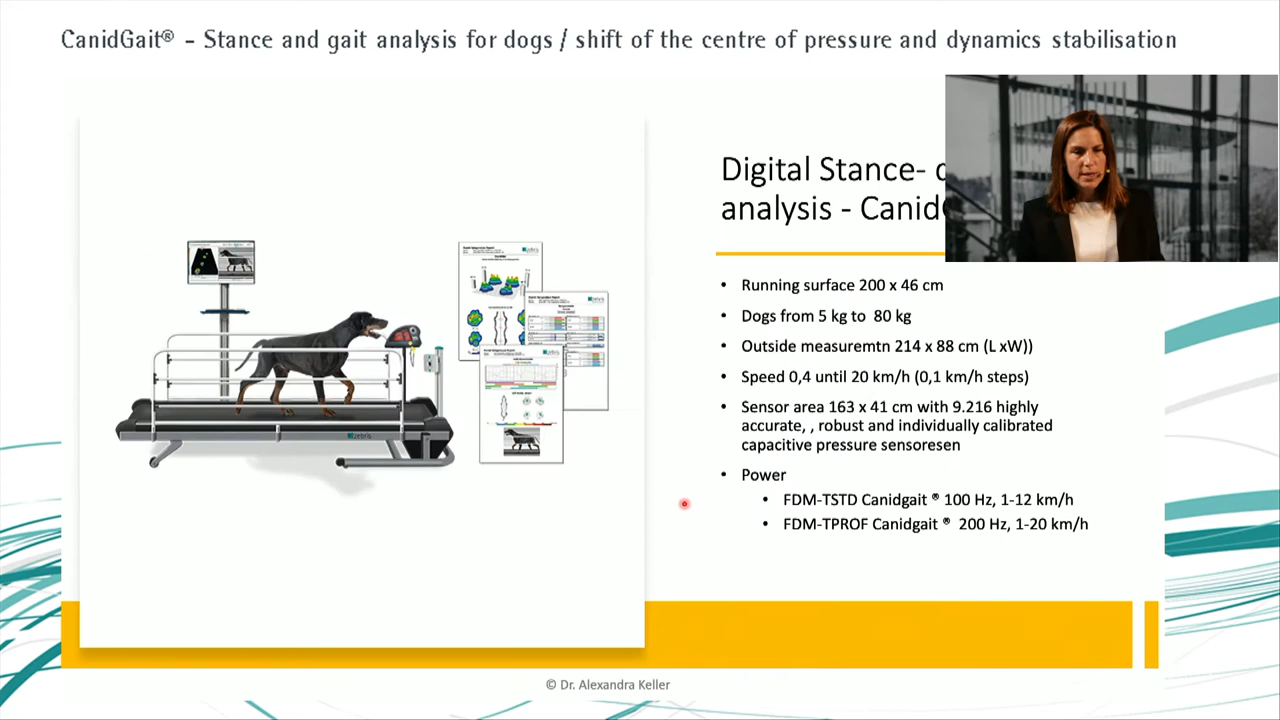 CanidGait® - Stance and gait analysis for dogs / shift of the centre of pressure and dynamics stabilisation
Digital Stance-
analysis -
• Running surface 200 x 46 cm
• Dogs from 5 kg to 80 kg
• Outside measuremtn 214 x 88 cm (L xW))
• Speed 0,4 until 20 km/h (0,1 km/h steps)
• Sensor area 163 x 41 cm with 9.216 highly
accurate, , robust and individually calibrated
capacitive pressure sensoresen
• Power
• FDM-TSTD Canidgait ® 100 Hz, 1-12 km/h
• FDM-TPROF Canidgait ® 200 Hz, 1-20 km/h
zebris
© Dr. Alexandra Keller